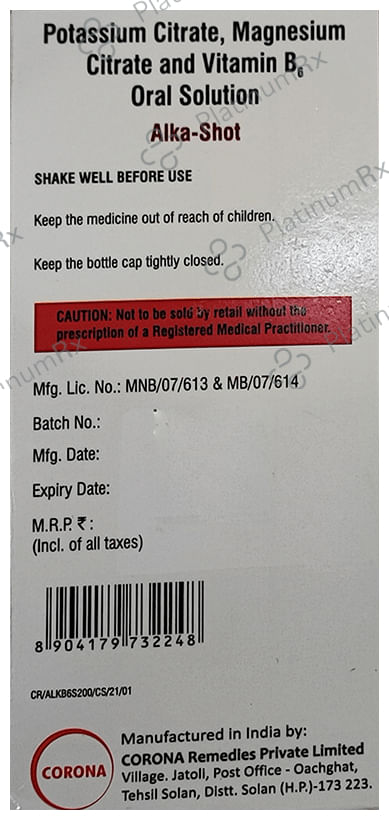 Potassium Citrate, Magnesium
Citrate and Vitamin B6
Oral Solution
Alka-Shot
SHAKE WELL BEFORE USE
Keep the medicine out of reach of children.
Keep the bottle cap tightly closed.
CAUTION: Not to be sold by retail without the
prescription of a Registered Medical Practitioner.
Mfg. Lic. No.: MNB/07/613 & MB/07/614
Batch No.:
Mfg. Date:
Expiry Date:
M.R.P. ₹ :
(Incl. of all taxes)
8 904179 732248
CR/ALKB6S200/CS/21/01
CORONA
Manufactured in India by:
CORONA Remedies Private Limited
Village. Jatoli, Post Office - Oachghat,
Tehsil Solan, Distt. Solan (H.P.)-173 223.
PlatinumRx
PlatinumRx